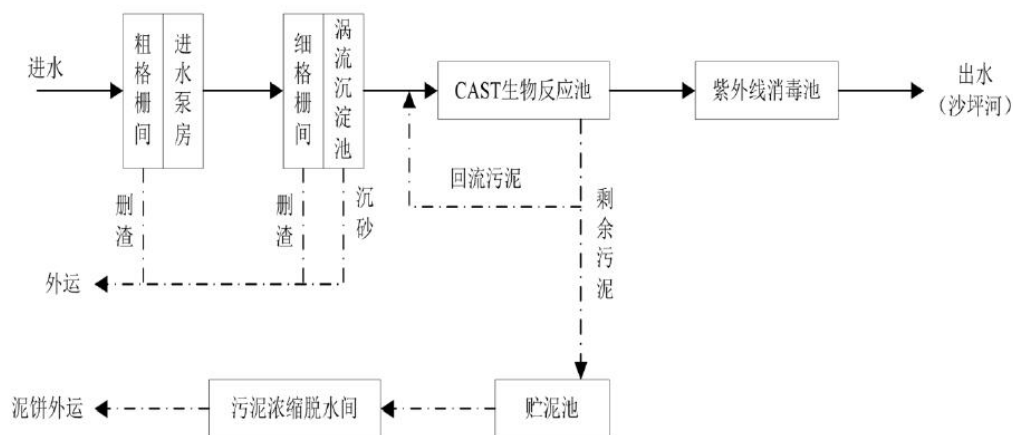 进水
粗格栅间
进水泵房
细格栅间
涡流沉淀池
CAST生物反应池
紫外线消毒池
出水
（沙坪河）
回流污泥
删渣
删渣
沉砂
剩余污泥
外运
泥饼外运
污泥浓缩脱水间
贮泥池